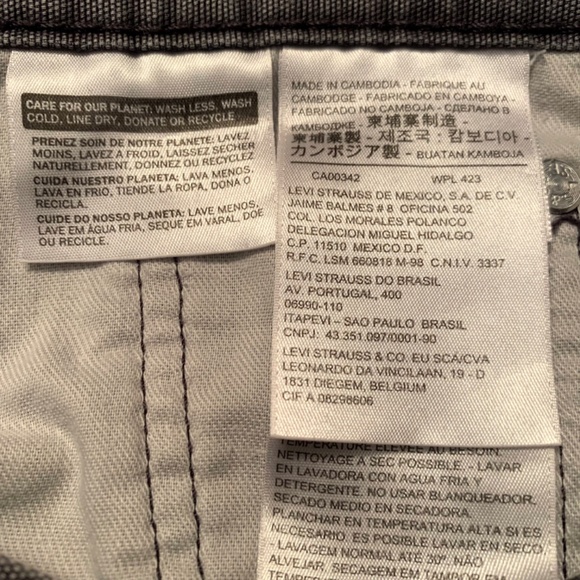 CARE FOR OUR PLANET: WASH LESS, WASH
COLD, LINE DRY, DONATE OR RECYCLE
PRENEZ SOIN DE NOTRE PLANETE: LAVEZ
MOINS, LAVEZ A FROID, LAISSEZ SECHER
NATURELLEMENT, DONNEZ OU RECYCLEZ.
CUIDA NUESTRO PLANETA: LAVA MENOS,
LAVA EN FRIO, TIENDE LA ROPA, DONA O
RECICLA.
CUIDE DO NOSSO PLANETA: LAVE MENOS,
LAVE EM ÁGUA FRIA, SEQUE EM VARAL, DOE
OU RECICLE.
MADE IN CAMBODIA - FABRIQUE AU
CAMBODGE - FABRICADO EN CAMBOYA -
FABRICADO NO CAMBOJA - СДЕЛАНО В
КАМБОДЖЕ - 柬埔寨制造 -
柬埔寨製 - 제조국 : 캄보디아 -
カンボジア製 - BUATAN KAMBOJA
CA00342 WPL 423
LEVI STRAUSS DE MEXICO, S.A. DE C.V.
JAIME BALMES # 8 OFICINA 502
COL. LOS MORALES POLANCO
DELEGACION MIGUEL HIDALGO
C.P. 11510 MEXICO D.F.
R.F.C. LSM 660818 M-98 C.N.I.V. 3337
LEVI STRAUSS DO BRASIL
AV. PORTUGAL, 400
06990-110
ITAPEVI – SAO PAULO BRASIL
CNPJ: 43.351.097/0001-90
LEVI STRAUSS & CO. EU SCA/CVA
LEONARDO DA VINCILAAN, 19 - D
1831 DIEGEM, BELGIUM
CIF A 08298606
TEMPERATURE ELEVEE AU BESOIN.
NETTOYAGE A SEC POSSIBLE. - LAVAR
EN LAVADORA CON AGUA FRIA Y
DETERGENTE. NO USAR BLANQUEADOR.
SECADO MEDIO EN SECADORA.
PLANCHAR EN TEMPERATURA ALTA SI ES
NECESARIO. ES POSIBLE LAVADO EN SECO
LAVAGEM NORMAL ATÉ 30°. NÃO
ALVEJAR. SECAGEM EM TAMBOR